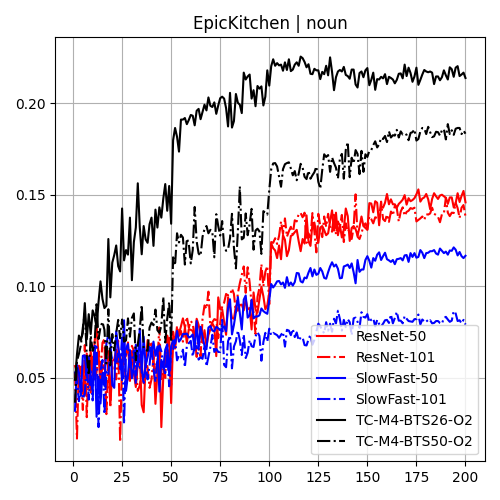 EpicKitchen | noun
0.20
0.15
0.10
0.05
ResNet-50
ResNet-101
SlowFast-50
SlowFast-101
TC-M4-BTS26-O2
TC-M4-BTS50-O2
0 25 50 75 100 125 150 175 200